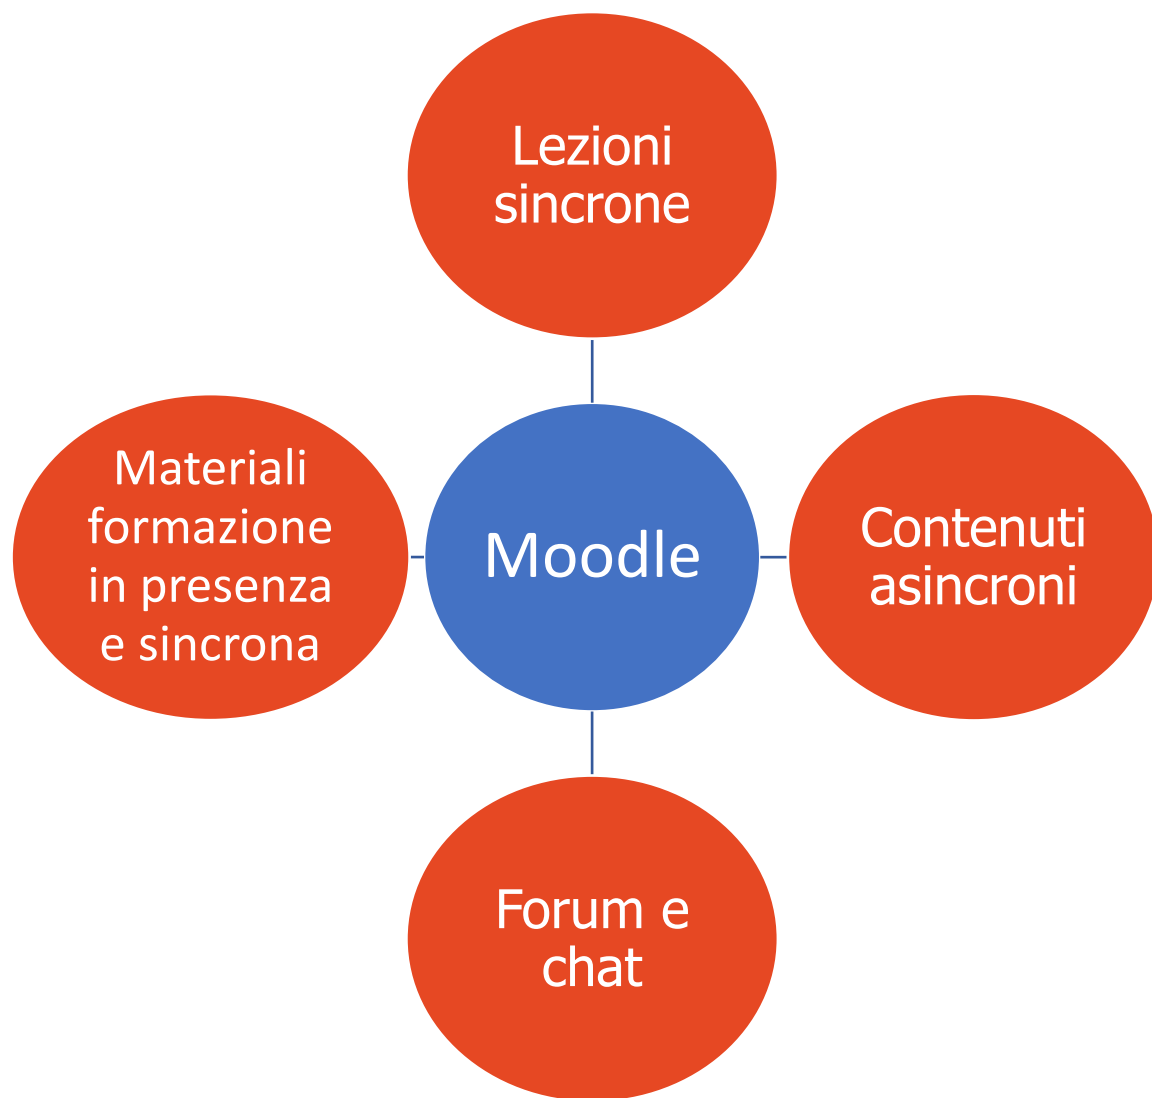 Lezioni
sincrone
Materiali
formazione
in presenza
e sincrona
Moodle
Contenuti
asincroni
Forum e
chat